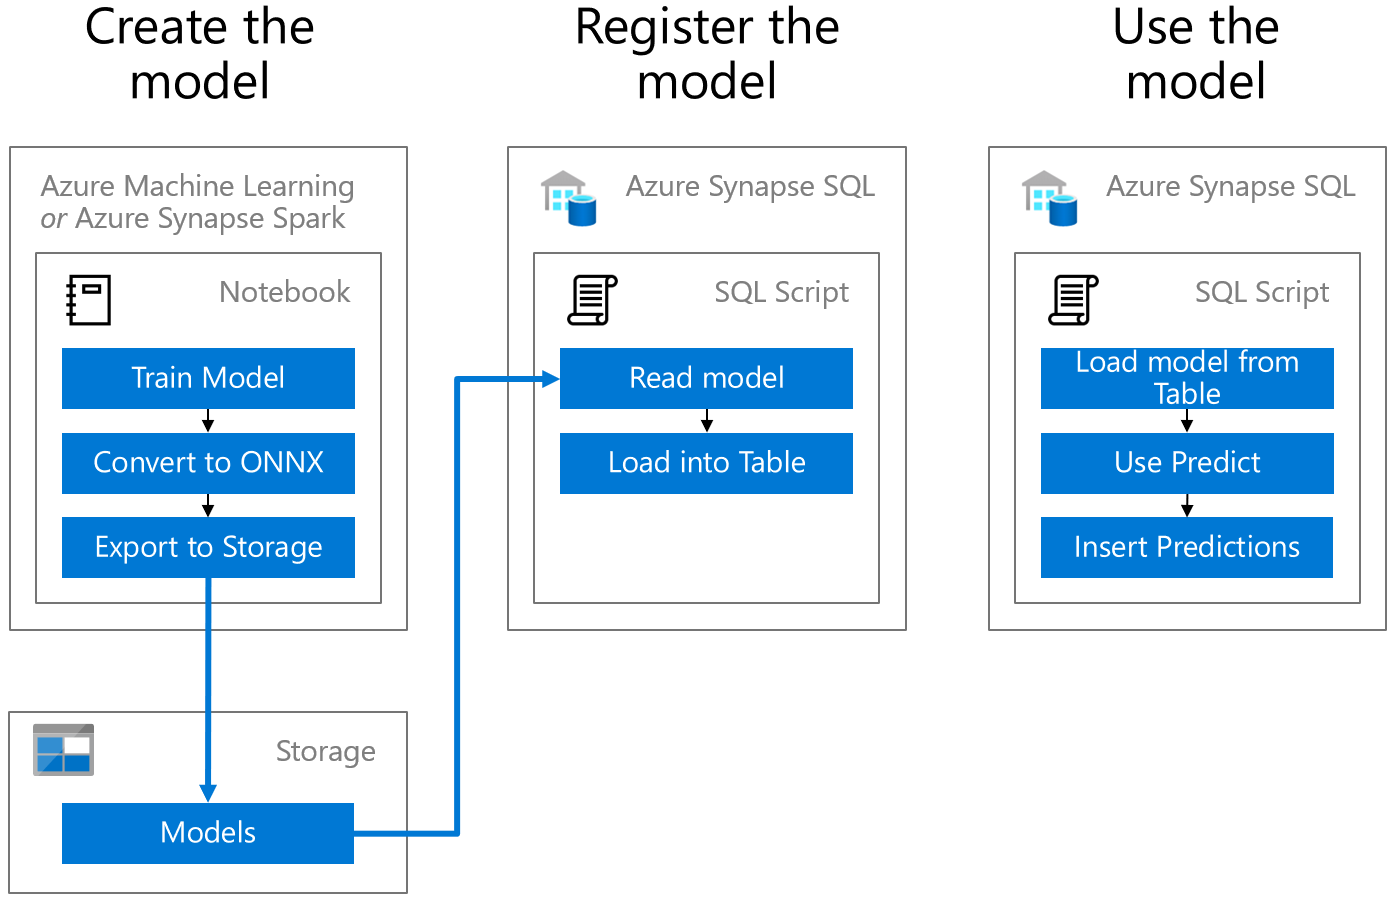 Create the
model
Azure Machine Learning
or Azure Synapse Spark
Notebook
Train Model
Convert to ONNX
Export to Storage
Storage
Models
Register the
model
Azure Synapse SQL
SQL Script
Read model
Load into Table
Use the
model
Azure Synapse SQL
SQL Script
Load model from
Table
Use Predict
Insert Predictions